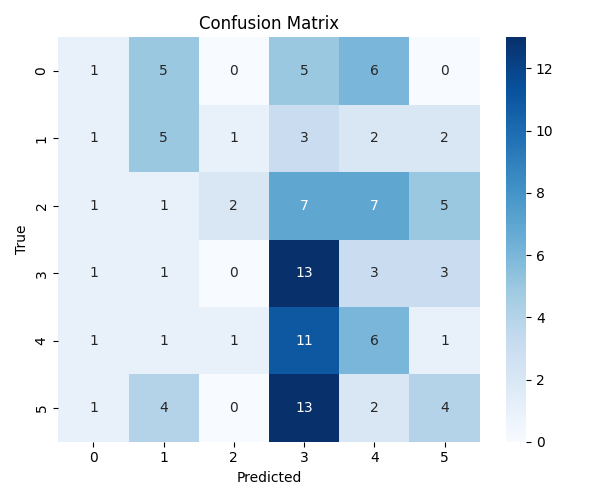 Confusion Matrix
0 1 5 0 5 6 0
1 1 5 1 3 2 2
2 1 1 2 7 7 5
3 1 1 0 13 3 3
4 1 1 1 11 6 1
5 1 4 0 13 2 4
0 1 2 3 4 5
True
Predicted
12
10
8
6
4
2
0